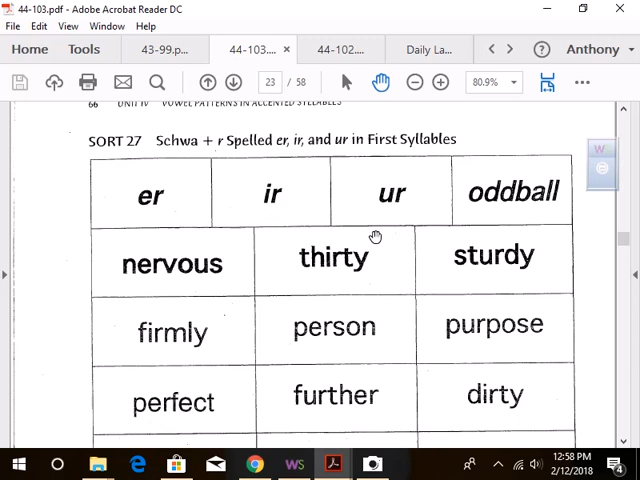 44-103.pdf - Adobe Acrobat Reader DC
File Edit View Window Help
Home Tools 43-99.p... 44-103.... × 44-102.... Daily La... ? Anthony
23 / 58 80.9%
66 UNIT IV VOWEL PATTERNS IN ACCENTED SYLLABLES
SORT 27 Schwa + r Spelled er, ir, and ur in First Syllables
er ir ur oddball
nervous thirty sturdy
firmly person purpose
perfect further dirty
W
WS
12:58 PM
2/12/2018
4